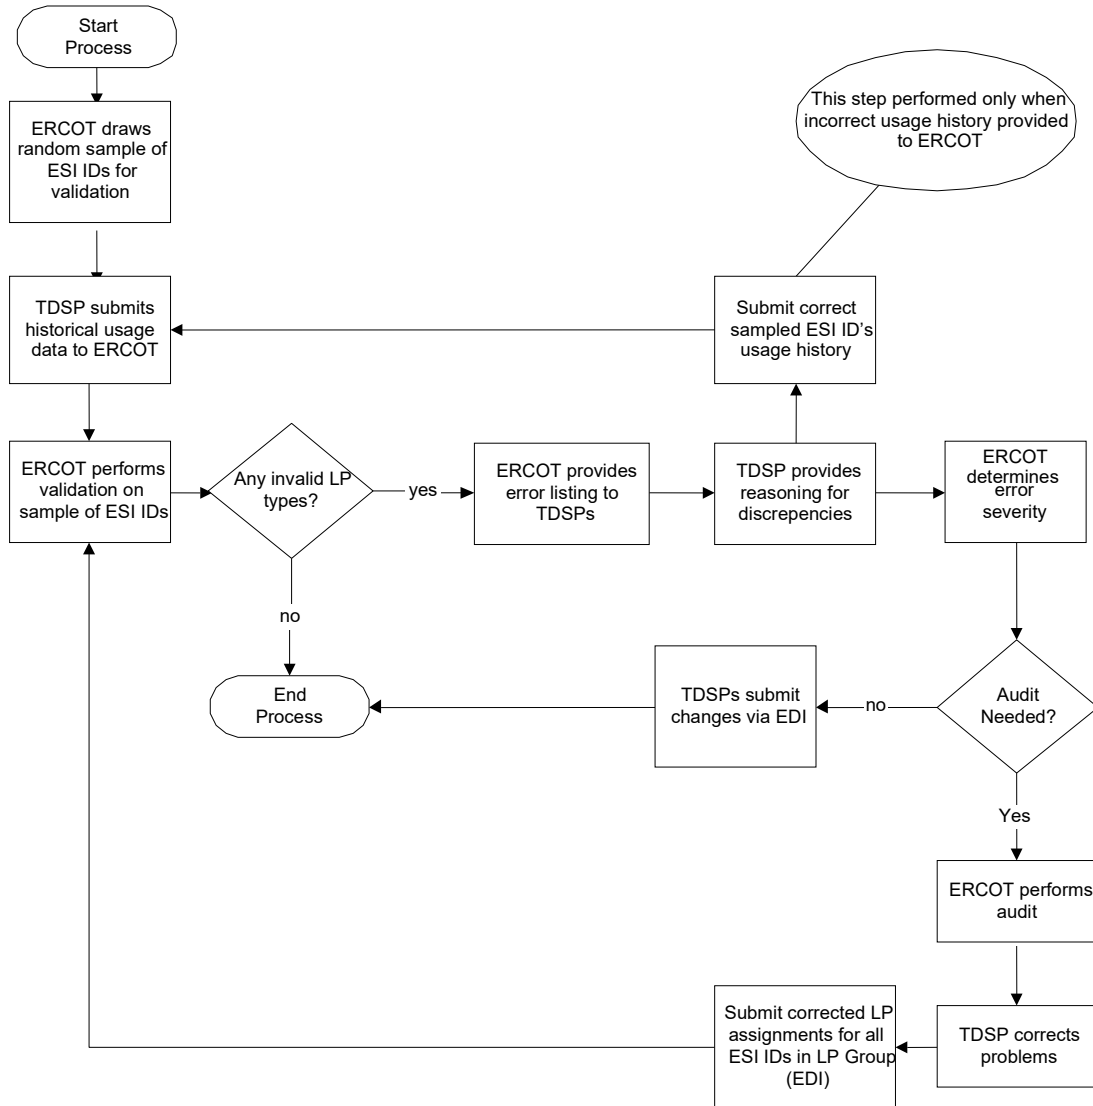 Start
Process
This step performed only when
incorrect usage history provided
to ERCOT
ERCOT draws
random sample of
ESI IDs for
validation
TDSP submits
historical usage
data to ERCOT
Submit correct
sampled ESI ID's
usage history
ERCOT performs
validation on
sample of ESI IDs
Any invalid LP
types?
yes
ERCOT provides
error listing to
TDSPs
TDSP provides
reasoning for
discrepencies
ERCOT
determines
error
severity
no
End
Process
TDSPs submit
changes via EDI
no
Audit
Needed?
Yes
ERCOT performs
audit
Submit corrected LP
assignments for all
ESI IDs in LP Group
(EDI)
TDSP corrects
problems